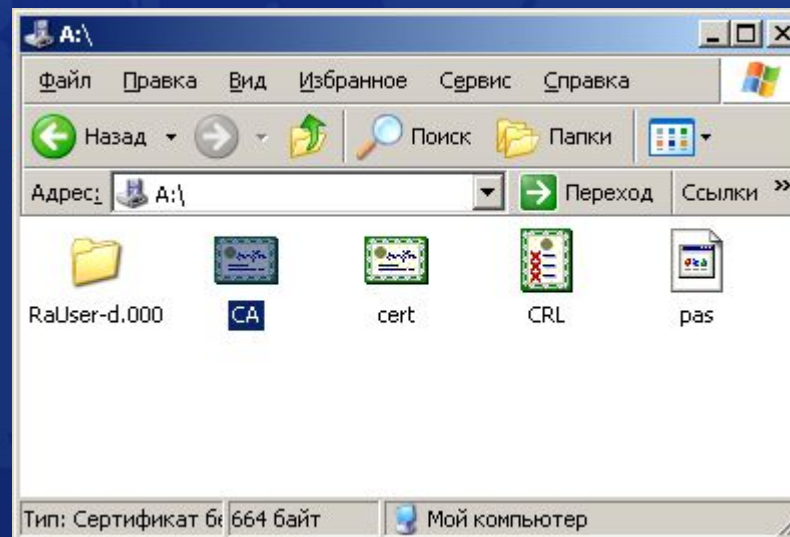 A:\
Файл Правка Вид Избранное Сервис Справка
Назад Поиск Папки
Адрес: A:\ Переход Ссылки »
RaUser-d.000 CA cert CRL pas
Тип: Сертификат бе 664 байт Мой компьютер